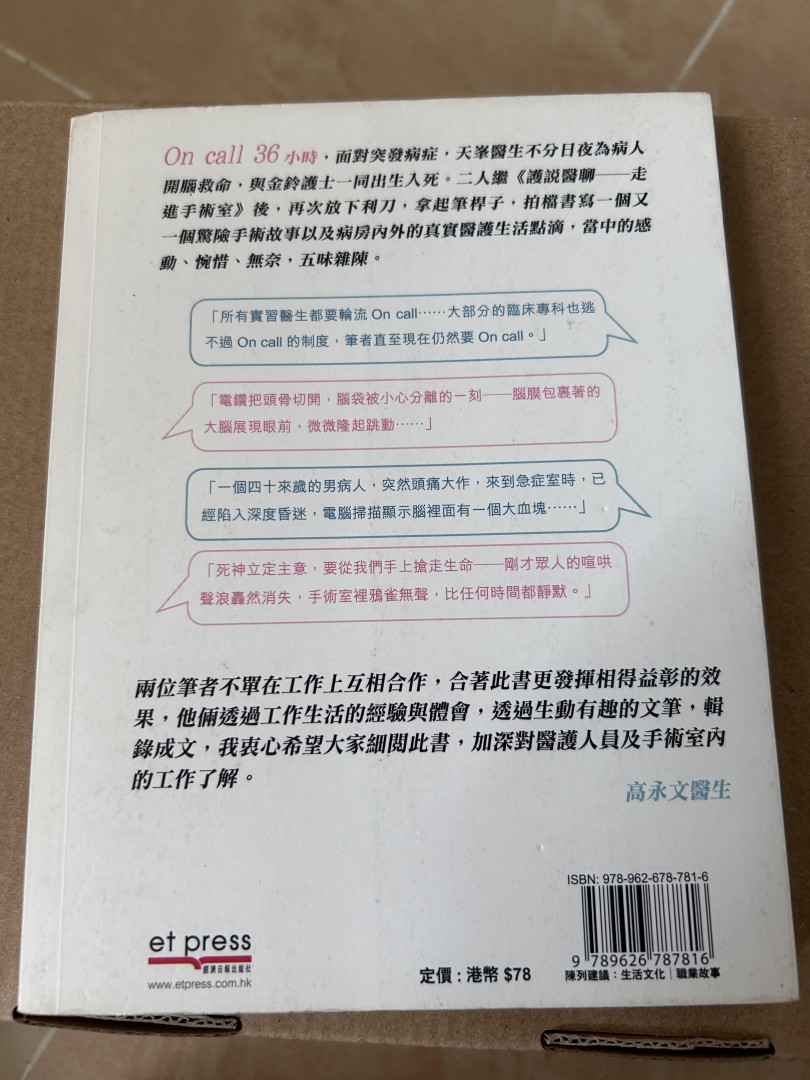 On call 36 小時，面對突發病症，天峯醫生不分日夜為病人
開腦救命，與金鈴護士一同出生入死。二人繼《護説醫聊──走
進手術室》後，再次放下利刀，拿起筆桿子，拍檔書寫一個又
一個驚險手術故事以及病房內外的真實醫護生活點滴，當中的感
動、惋惜、無奈，五味雜陳。
「所有實習醫生都要輪流 On call……大部分的臨床專科也逃
不過 On call 的制度，筆者直至現在仍然要 On call。」
「電鑽把頭骨切開，腦袋被小心分離的一刻──腦膜包裹著的
大腦展現眼前，微微隆起跳動……」
「一個四十來歲的男病人，突然頭痛大作，來到急症室時，已
經陷入深度昏迷，電腦掃描顯示腦裡面有一個大血塊……」
「死神立定主意，要從我們手上搶走生命──剛才眾人的喧哄
聲浪轟然消失，手術室裡鴉雀無聲，比任何時間都靜默。」
兩位筆者不單在工作上互相合作，合著此書更發揮相得益彰的效
果，他倆透過工作生活的經驗與體會，透過生動有趣的文筆，輯
錄成文，我衷心希望大家細閱此書，加深對醫護人員及手術室內
的工作了解。
高永文醫生
ISBN: 978-962-678-781-6
9 789626 787816
et press
經濟日報出版社
www.etpress.com.hk
定價：港幣 $78
陳列建議：生活文化｜職業故事